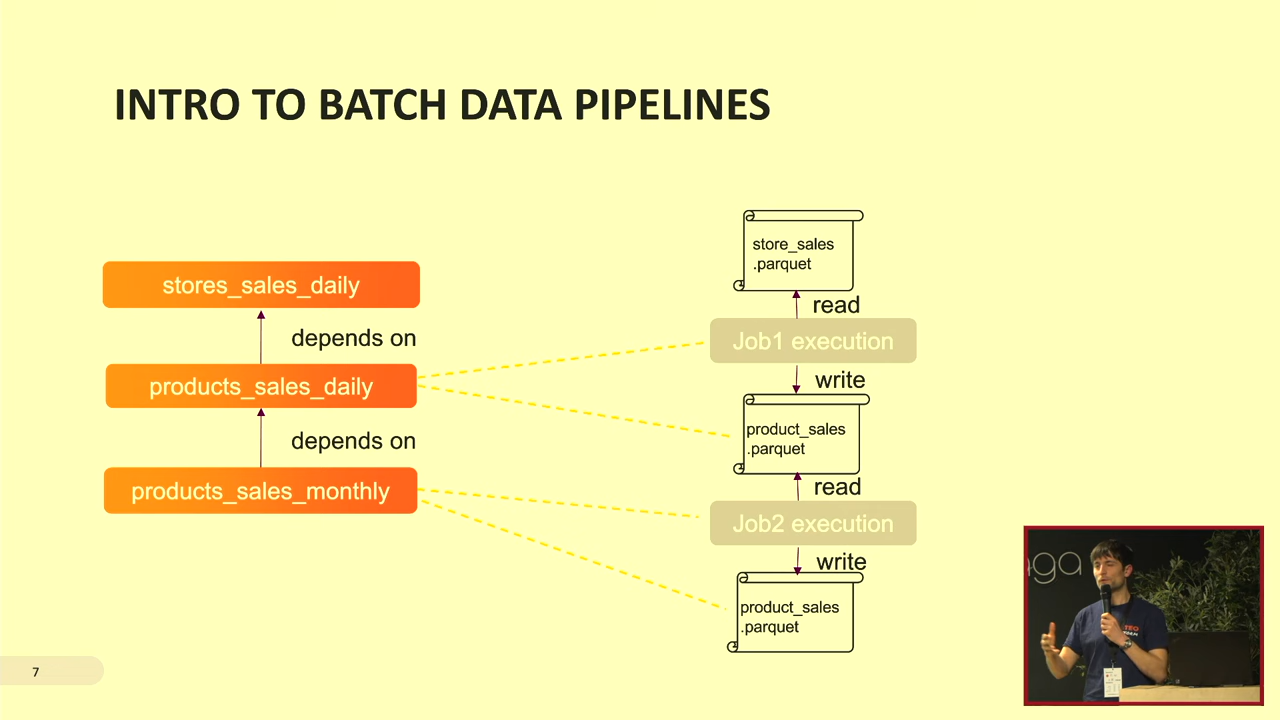 INTRO TO BATCH DATA PIPELINES
stores_sales_daily
depends on
products_sales_daily
depends on
products_sales_monthly
store_sales
.parquet
read
Job1 execution
write
product_sales
.parquet
read
Job2 execution
write
product_sales
.parquet
7